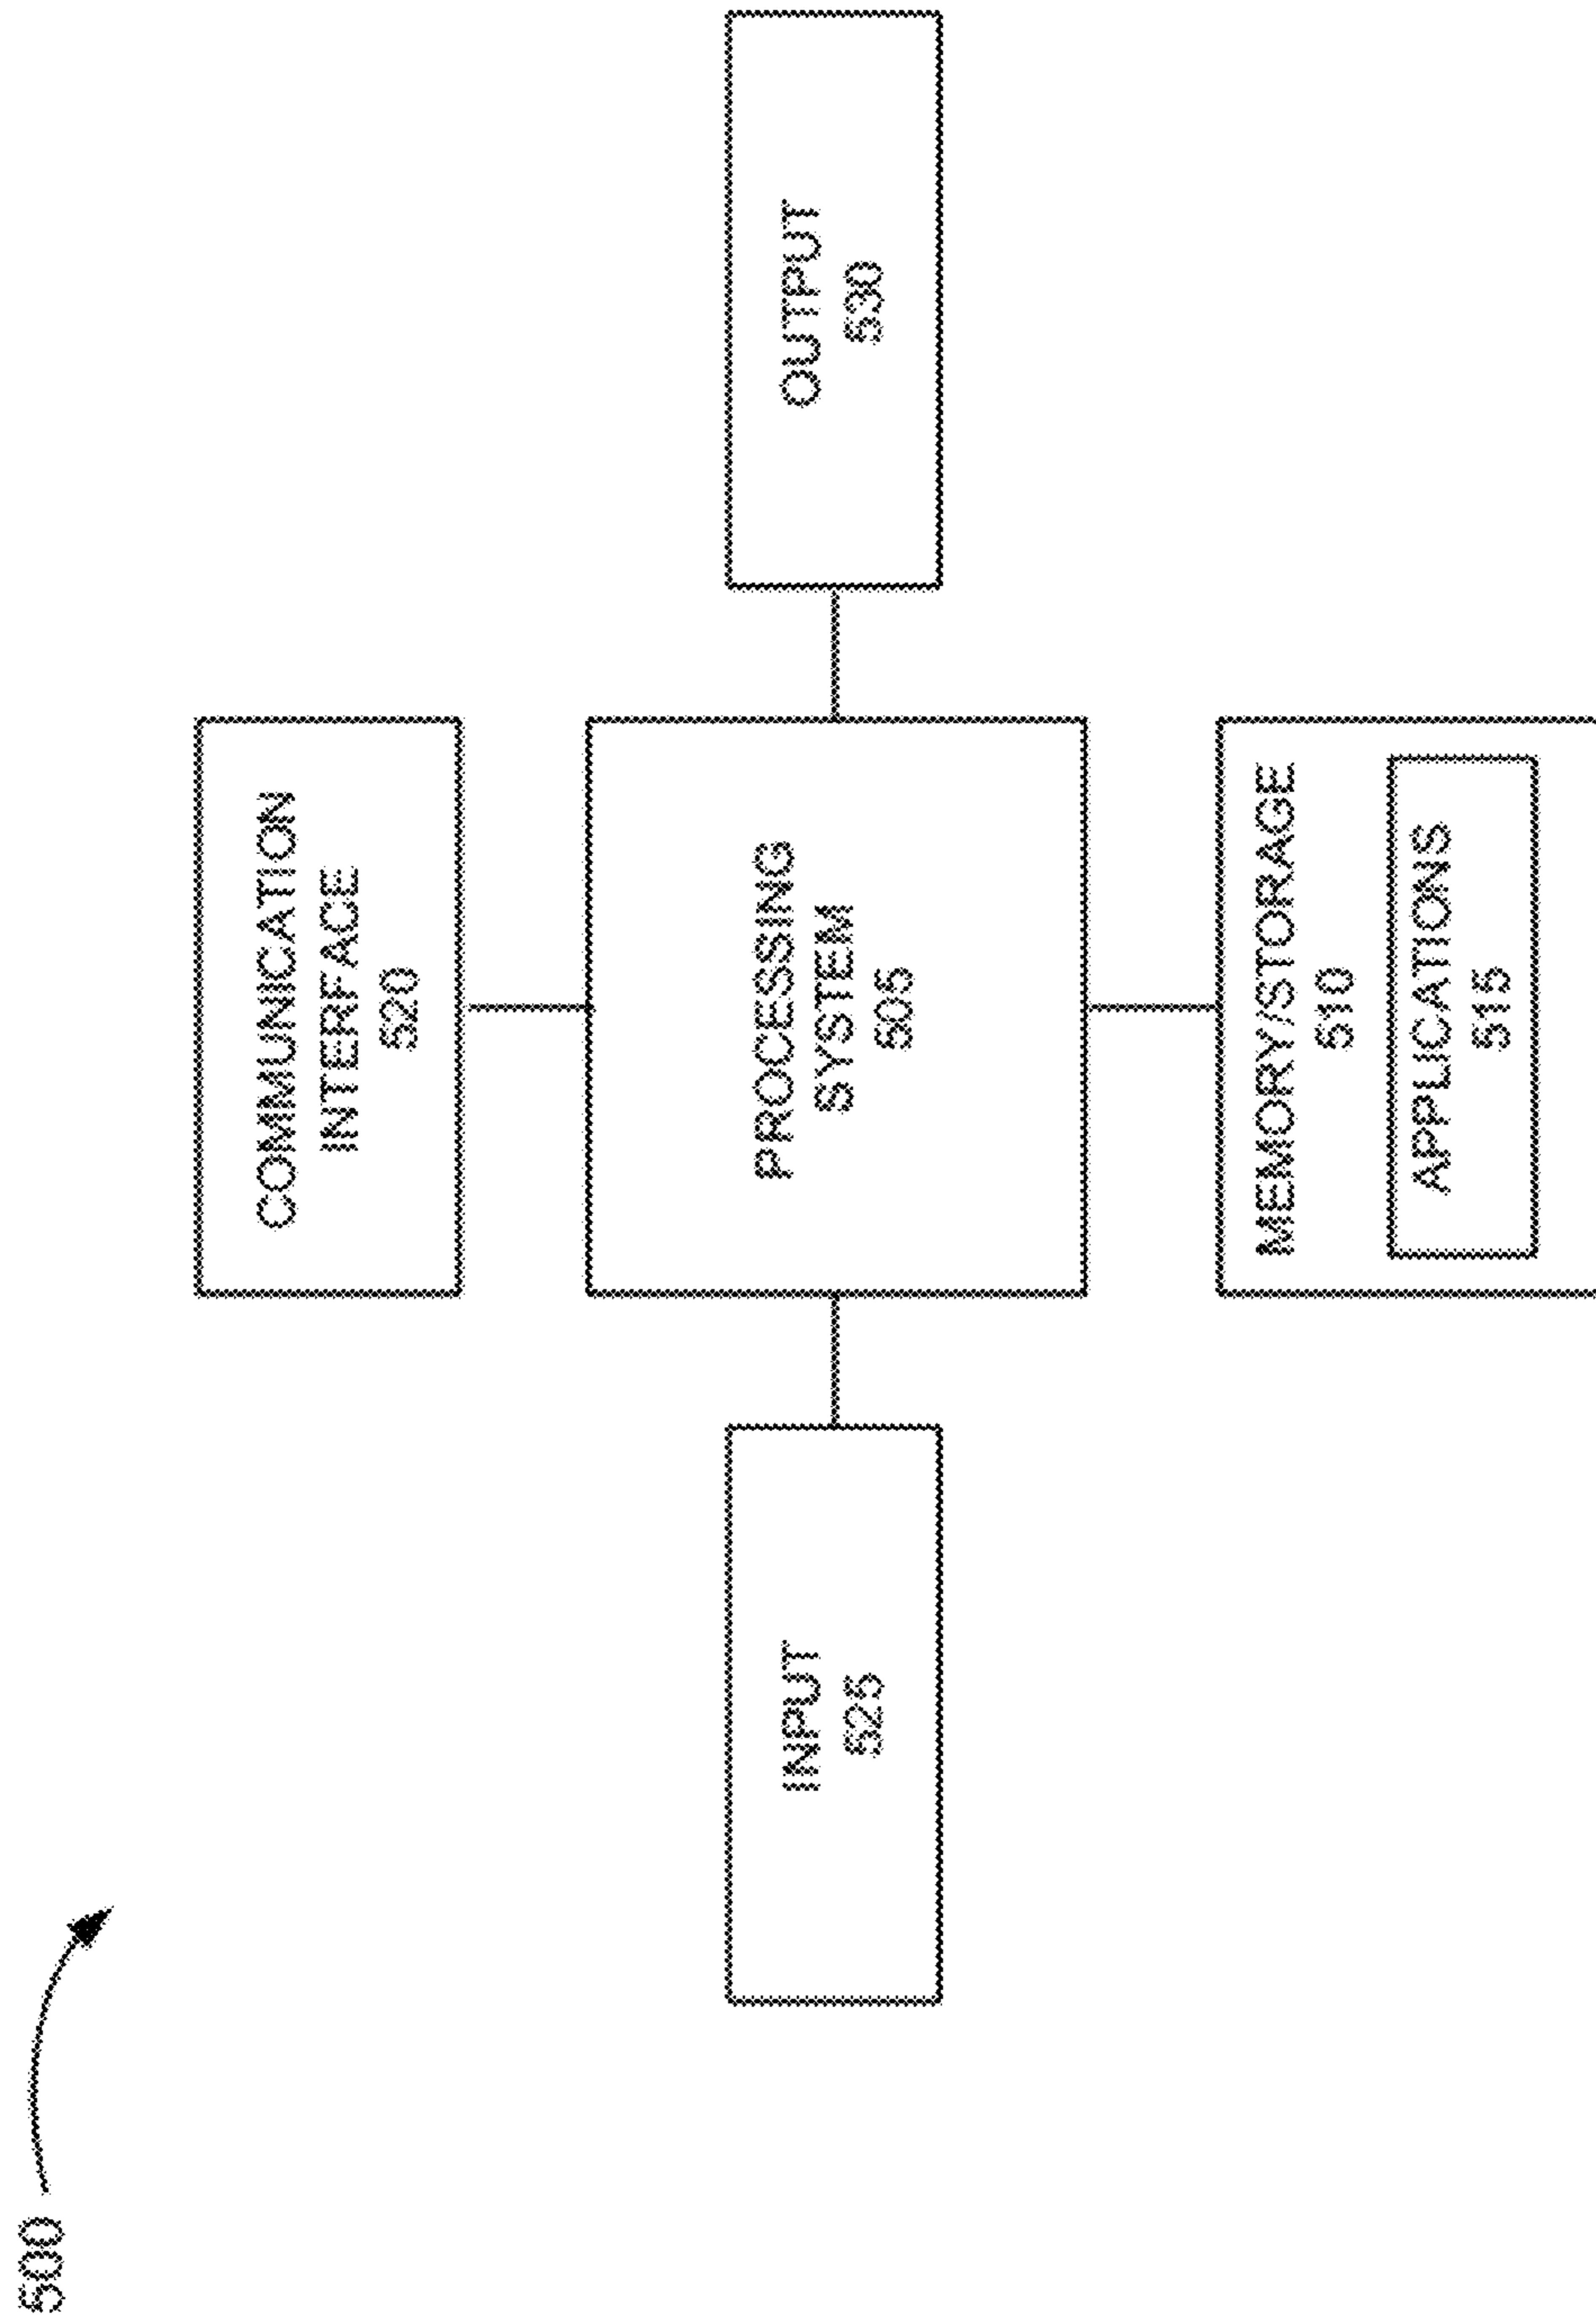 500
COMMUNICATION
INTERFACE
520
INPUT
525
PROCESSING
SYSTEM
505
OUTPUT
530
MEMORY/STORAGE
510
APPLICATIONS
515